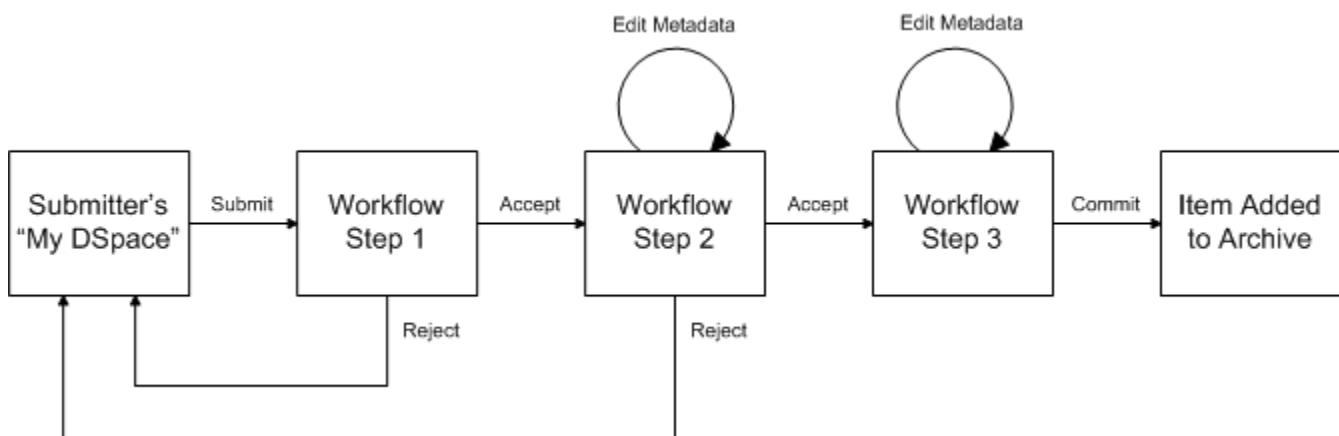 Edit Metadata
Edit Metadata
Submitter's
“My DSpace”
Submit
Workflow
Step 1
Accept
Workflow
Step 2
Accept
Workflow
Step 3
Commit
Item Added
to Archive
Reject
Reject